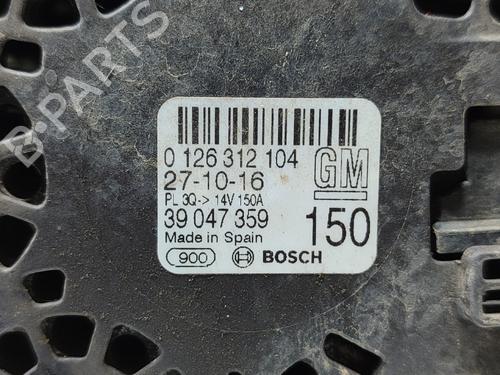 B-PARTS
0 126 312 104
GM
27-10-16
PL 3Q-> 14V 150A
39 047 359
150
Made in Spain
900 BOSCH